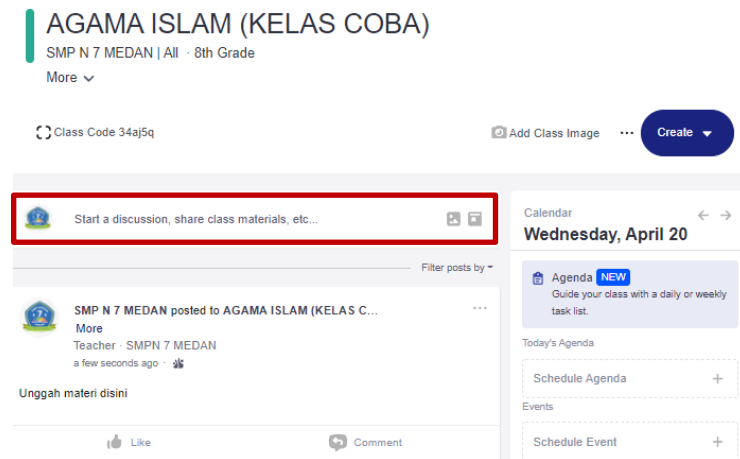 AGAMA ISLAM (KELAS COBA)
SMP N 7 MEDAN | All · 8th Grade
More
Class Code 34aj5q
Add Class Image
Create
Start a discussion, share class materials, etc...
Filter posts by
SMP N 7 MEDAN posted to AGAMA ISLAM (KELAS C...
More
Teacher · SMPN 7 MEDAN
a few seconds ago ·
Unggah materi disini
Like
Comment
Calendar
Wednesday, April 20
Agenda NEW
Guide your class with a daily or weekly
task list.
Today's Agenda
Schedule Agenda
Events
Schedule Event